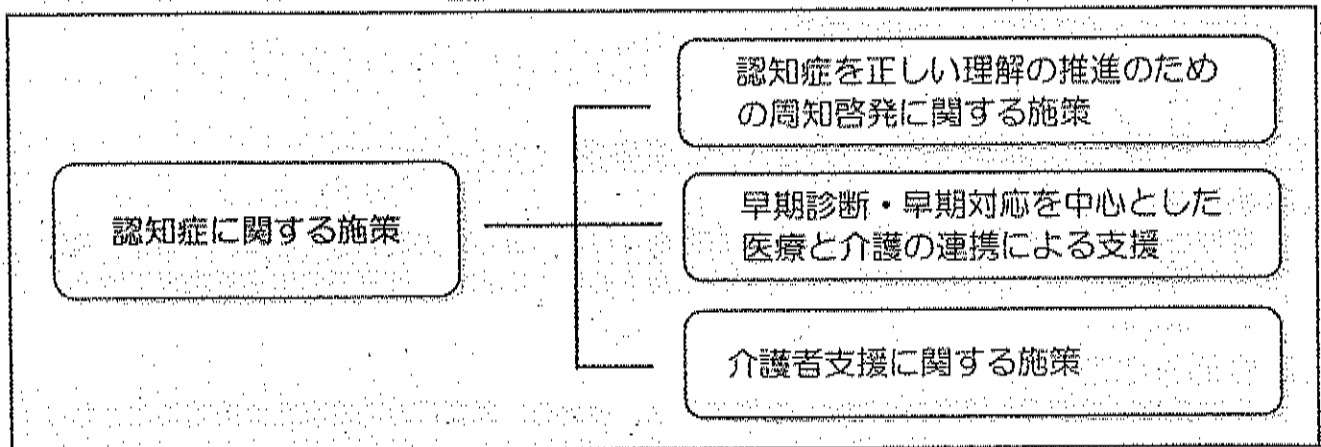 認知症に関する施策
認知症を正しい理解の推進のため
の周知啓発に関する施策
早期診断・早期対応を中心とした
医療と介護の連携による支援
介護者支援に関する施策